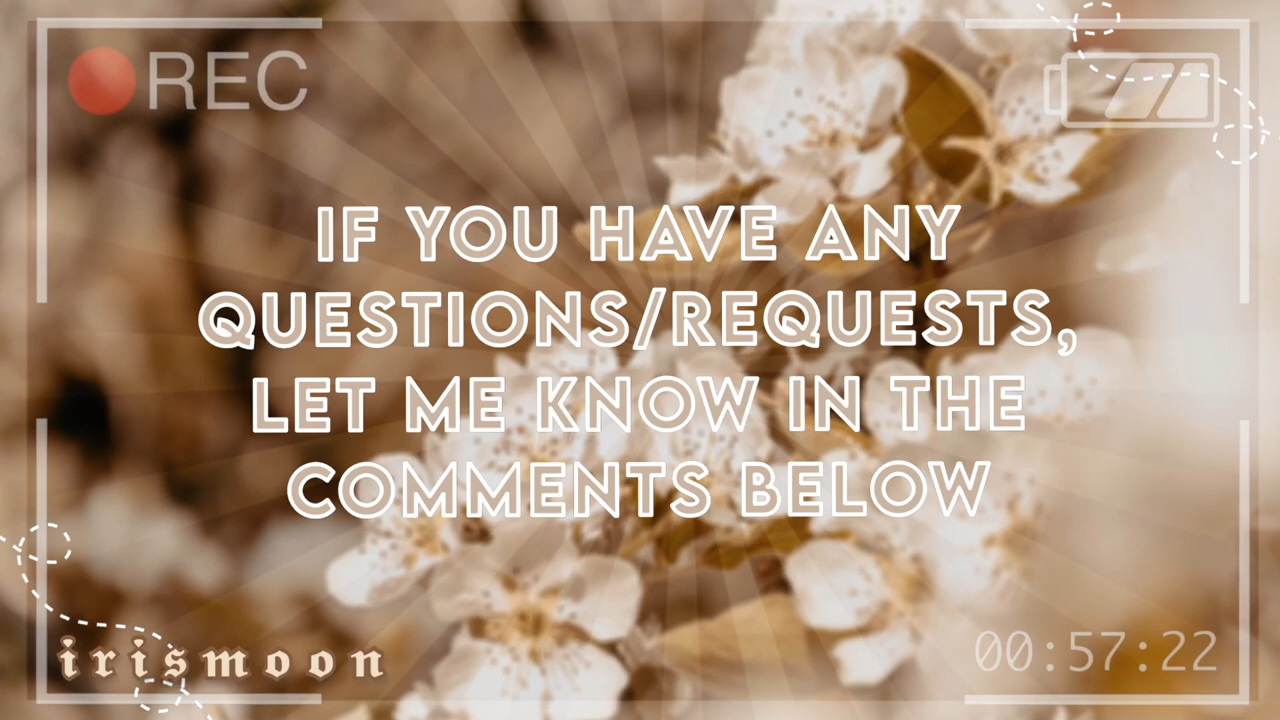 REC
IF YOU HAVE ANY
QUESTIONS/REQUESTS,
LET ME KNOW IN THE
COMMENTS BELOW
irismoon
00:57:22